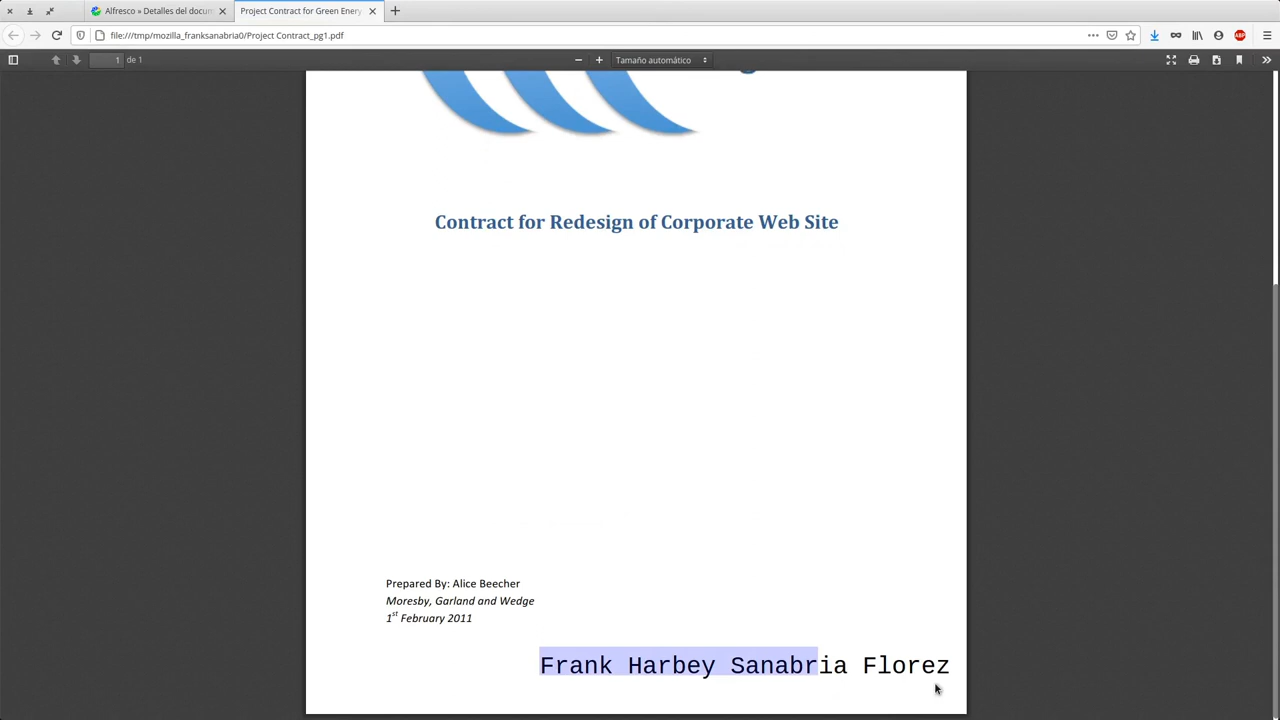 Alfresco » Detalles del docum
Project Contract for Green Enery
file:///tmp/mozilla_franksanabria0/Project Contract_pg1.pdf
ABP
1 de 1
Tamaño automático
Contract for Redesign of Corporate Web Site
Prepared By: Alice Beecher
Moresby, Garland and Wedge
1st February 2011
Frank Harbey Sanabria Florez